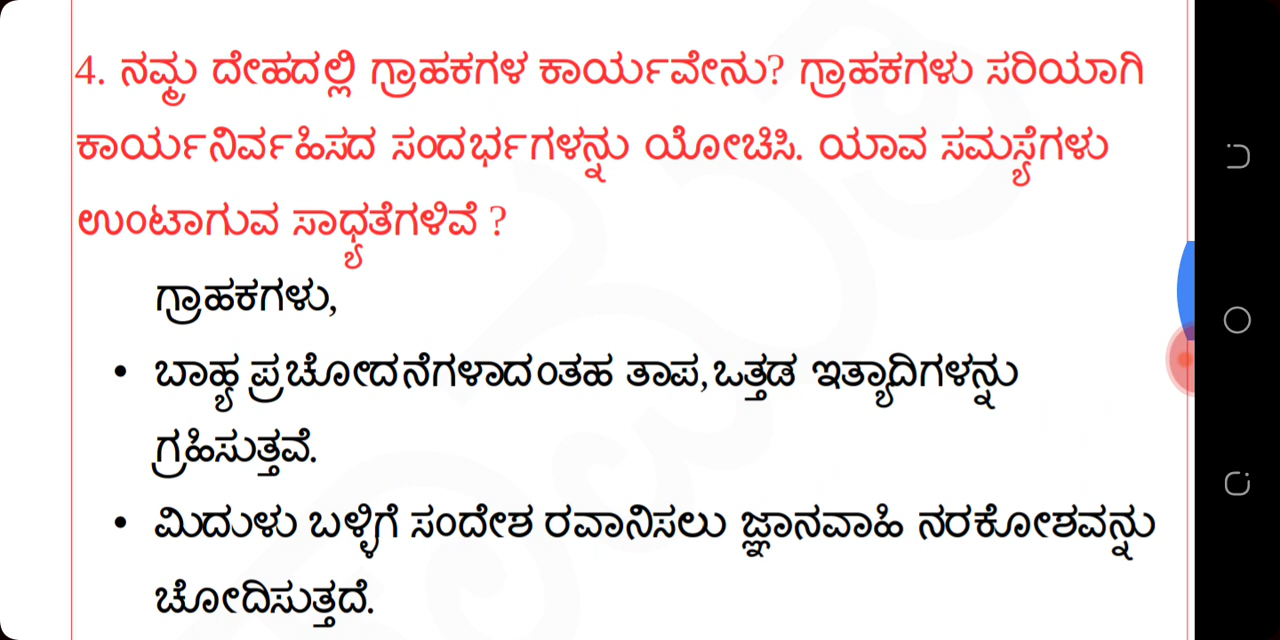 4. ನಮ್ಮ ದೇಹದಲ್ಲಿ ಗ್ರಾಹಕಗಳ ಕಾರ್ಯವೇನು? ಗ್ರಾಹಕಗಳು ಸರಿಯಾಗಿ
ಕಾರ್ಯನಿರ್ವಹಿಸದ ಸಂದರ್ಭಗಳನ್ನು ಯೋಚಿಸಿ. ಯಾವ ಸಮಸ್ಯೆಗಳು
ಉಂಟಾಗುವ ಸಾಧ್ಯತೆಗಳಿವೆ ?
ಗ್ರಾಹಕಗಳು,
• ಬಾಹ್ಯ ಪ್ರಚೋದನೆಗಳಾದಂತಹ ತಾಪ,ಒತ್ತಡ ಇತ್ಯಾದಿಗಳನ್ನು
ಗ್ರಹಿಸುತ್ತವೆ.
• ಮಿದುಳು ಬಳ್ಳಿಗೆ ಸಂದೇಶ ರವಾನಿಸಲು ಜ್ಞಾನವಾಹಿ ನರಕೋಶವನ್ನು
ಚೋದಿಸುತ್ತದೆ.